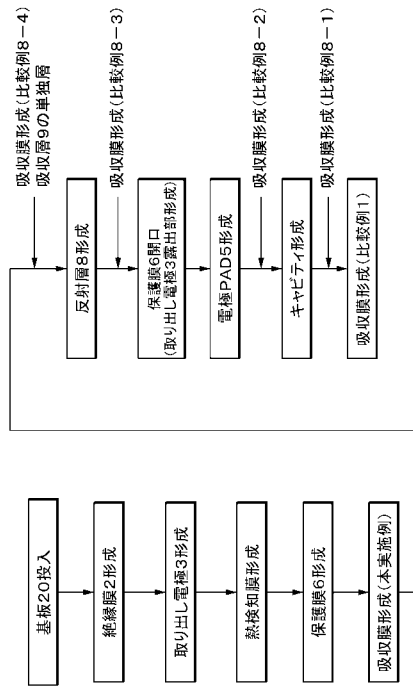 基板20投入
絶縁膜2形成
取り出し電極3形成
熱検知膜形成
保護膜6形成
吸収膜形成(本実施例)
吸収膜形成(比較例8-4)
吸収層9の単独層
反射層8形成
吸収膜形成(比較例8-3)
保護膜6開口
(取り出し電極3露出部形成)
電極PAD5形成
吸収膜形成(比較例8-2)
キャビティ形成
吸収膜形成(比較例8-1)
吸収膜形成(比較例1)